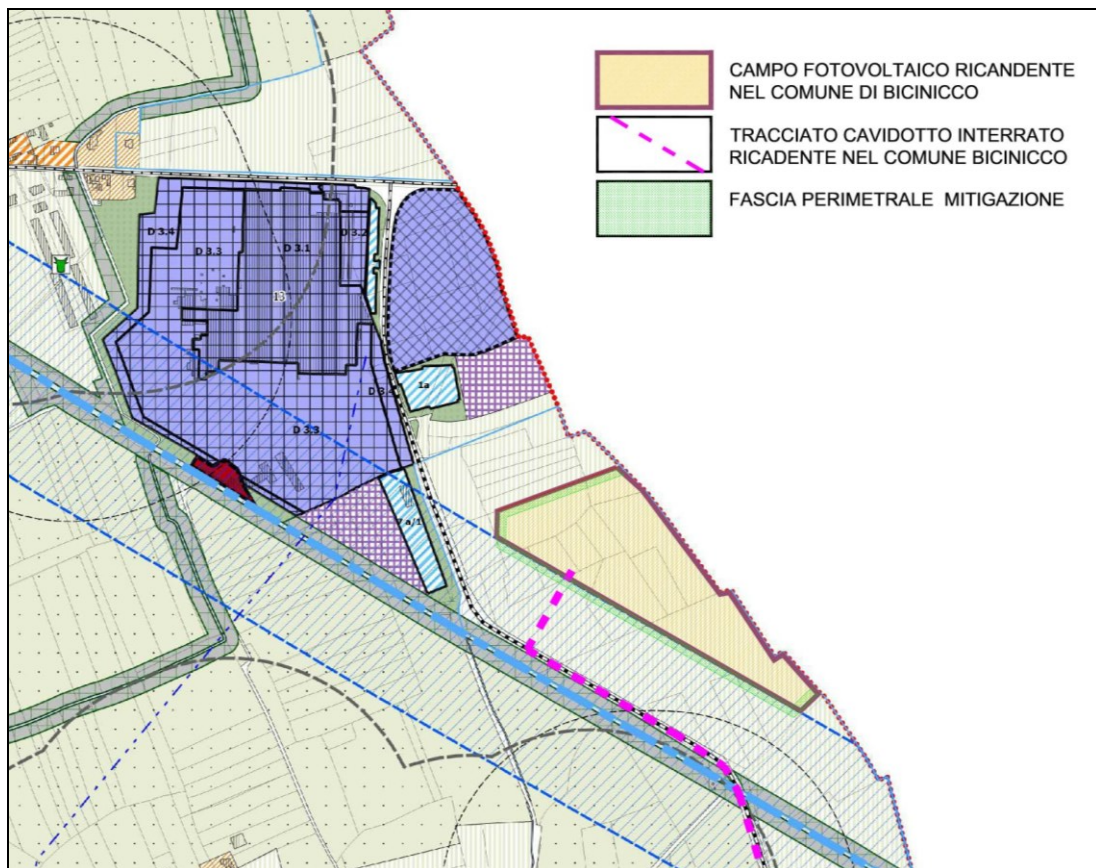 CAMPO FOTOVOLTAICO RICANDENTE
NEL COMUNE DI BICINICCO
TRACCIATO CAVIDOTTO INTERRATO
RICADENTE NEL COMUNE BICINICCO
FASCIA PERIMETRALE MITIGAZIONE
D 3.4
D 3.3
D 3.1
D 3.2
1a
D 3.3